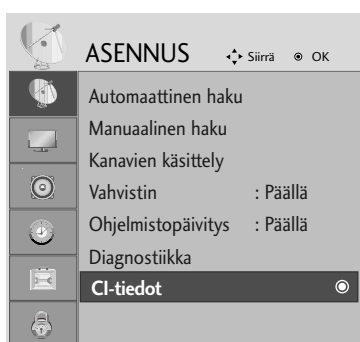 ASENNUS Siirrä OK
Automaattinen haku
Manuaalinen haku
Kanavien käsittely
Vahvistin : Päällä
Ohjelmistopäivitys : Päällä
Diagnostiikka
CI-tiedot